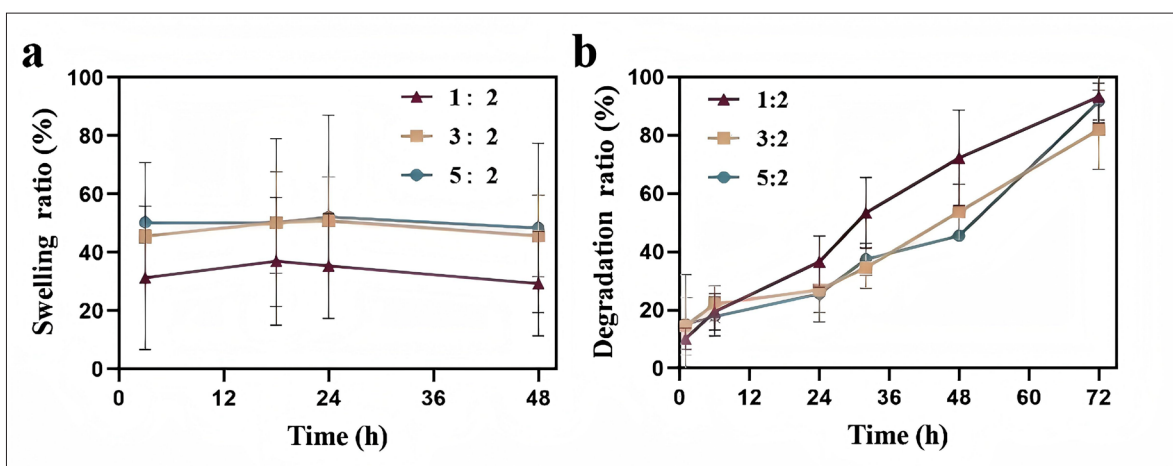 a
Swelling ratio (%)
100
80
60
40
20
0
1 : 2
3 : 2
5 : 2
0 12 24 36 48
Time (h)
b
Degradation ratio (%)
100
80
60
40
20
0
1:2
3:2
5:2
0 12 24 36 48 60 72
Time (h)